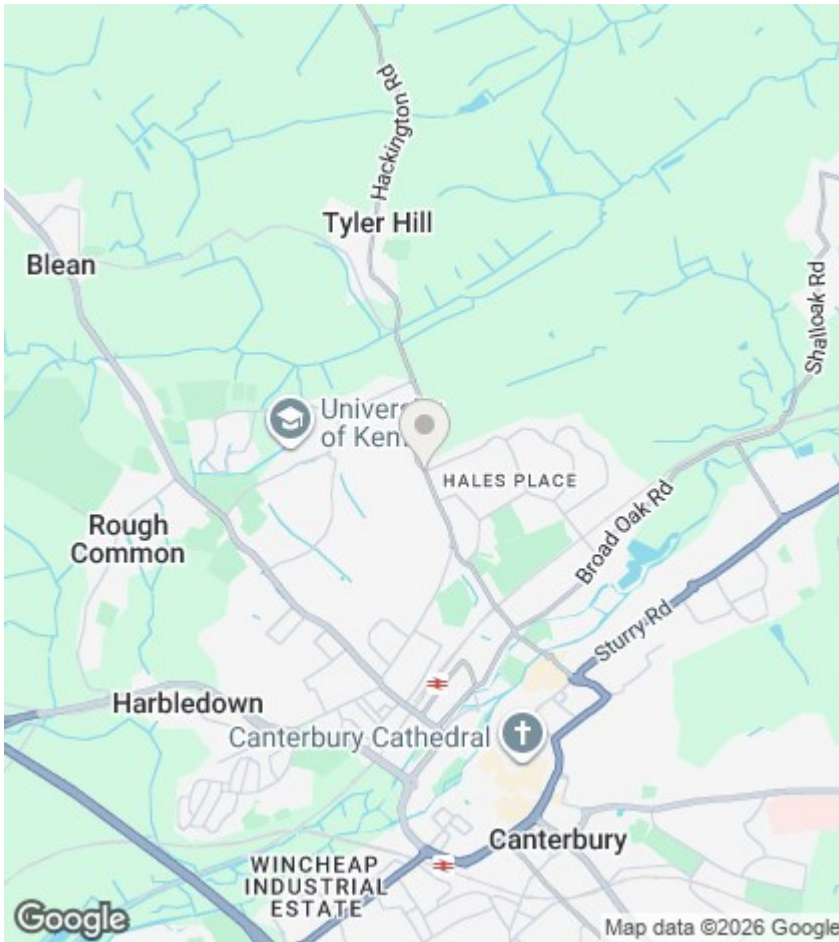 Hackington Rd
Tyler Hill
Blean
Shalloak Rd
University
of Kent
HALES PLACE
Rough
Common
Broad Oak Rd
Sturry Rd
Harbledown
Canterbury Cathedral
Canterbury
WINCHEAP
INDUSTRIAL
ESTATE
Google
Map data ©2026 Google